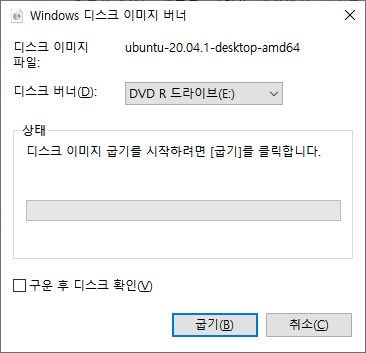 Windows 디스크 이미지 버너
디스크 이미지 ubuntu-20.04.1-desktop-amd64
파일:
디스크 버너(D): DVD R 드라이브(E:)
상태
디스크 이미지 굽기를 시작하려면 [굽기]를 클릭합니다.
구운 후 디스크 확인(V)
굽기(B) 취소(C)